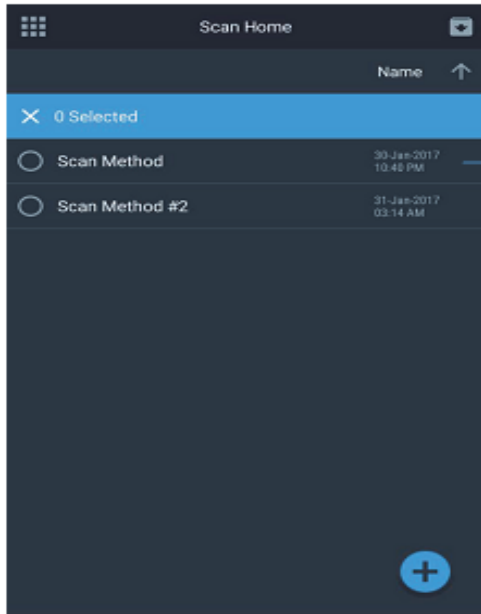 Scan Home
Name
0 Selected
Scan Method
30-Jan-2017
10:40 PM
Scan Method #2
31-Jan-2017
03:14 AM